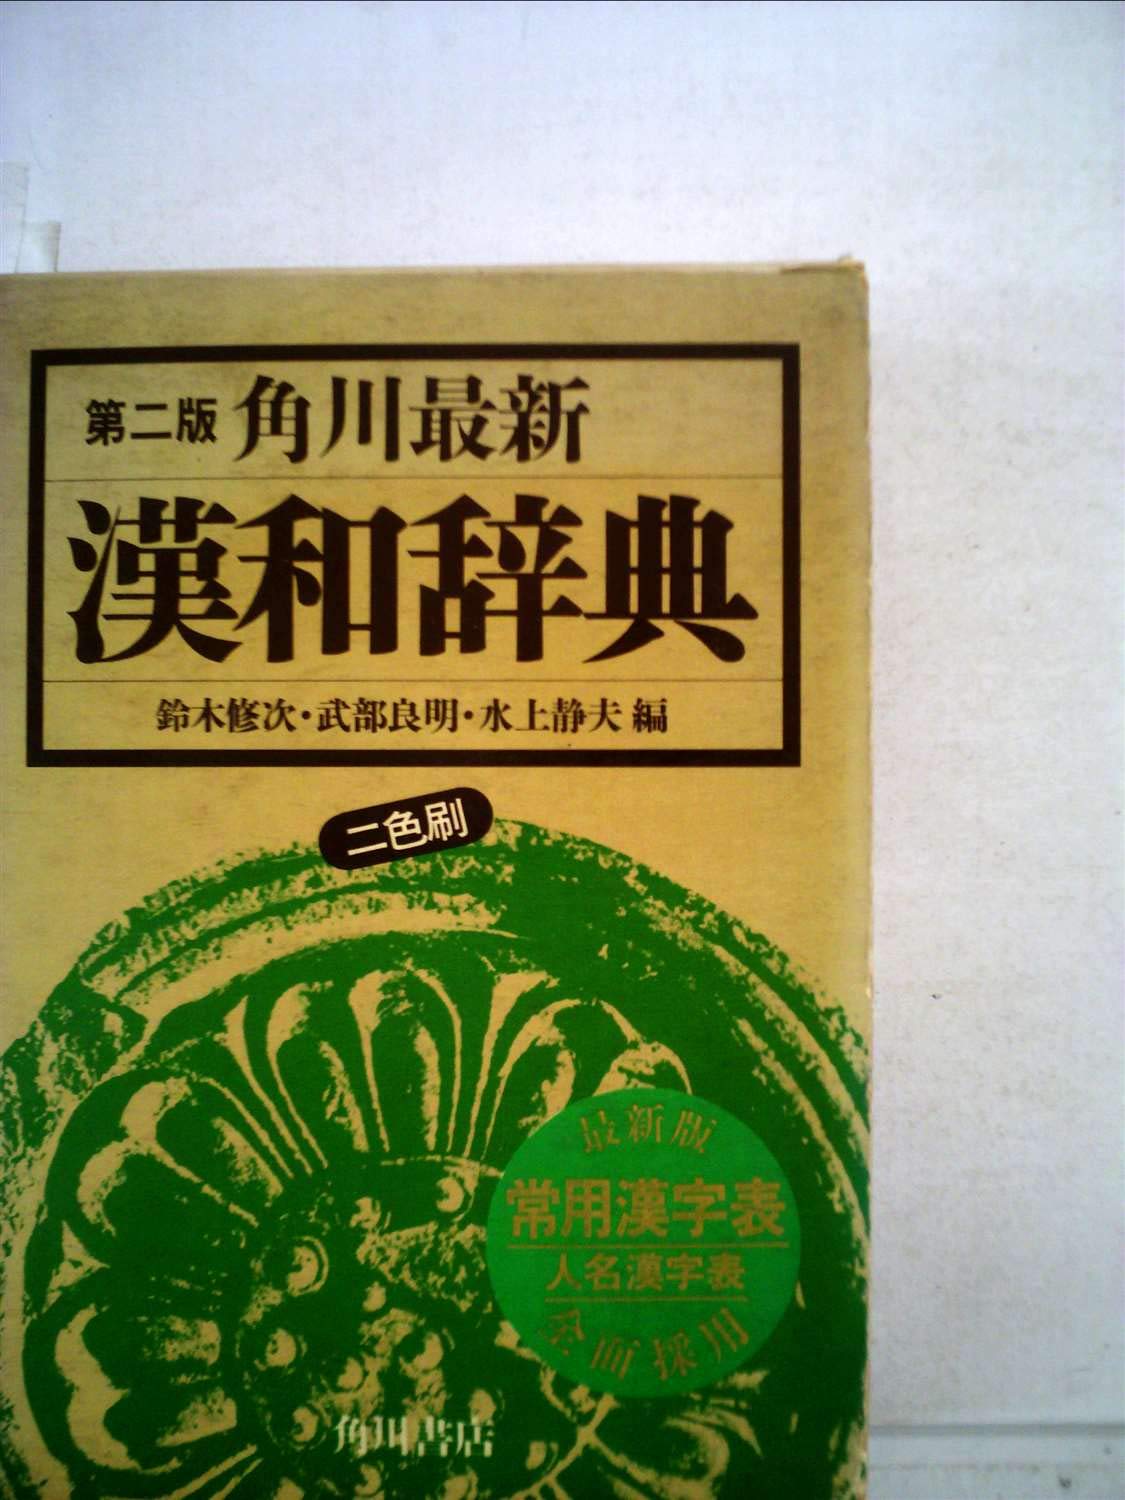 第二版 角川最新
漢和辞典
鈴木修次・武部良明・水上静夫 編
二色刷
最新版
常用漢字表
人名漢字表
全面採用
角川書店